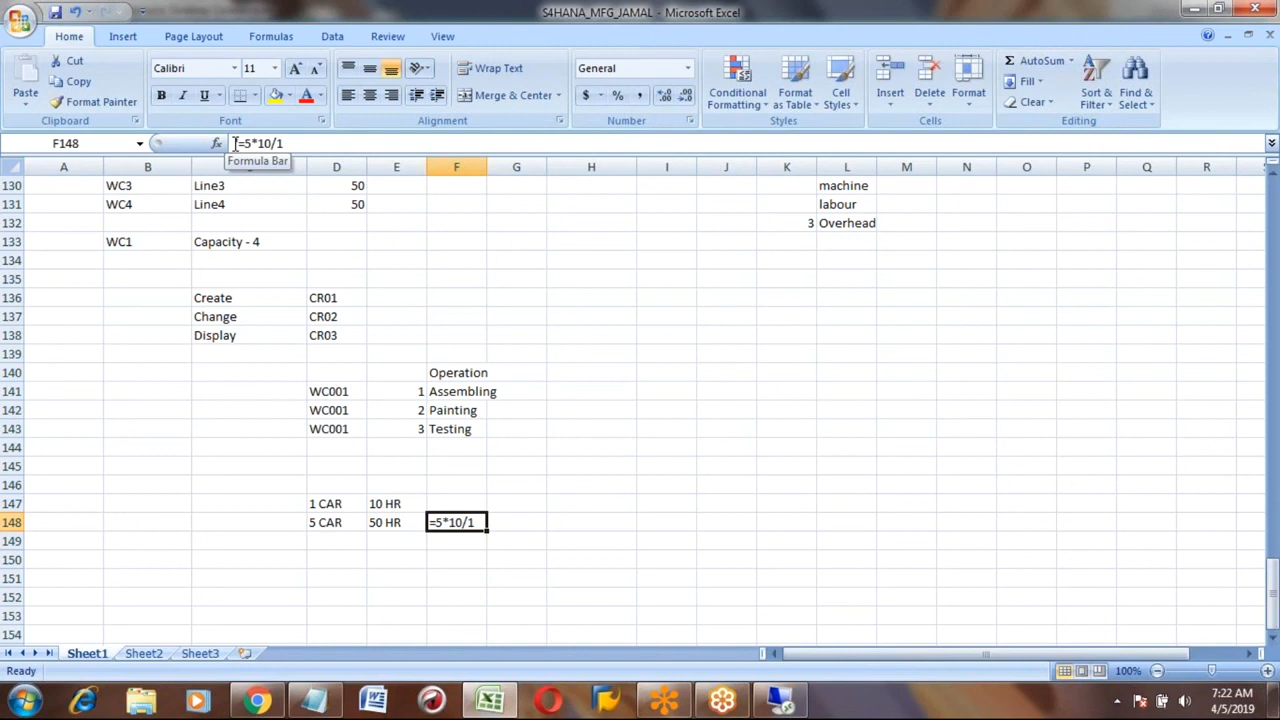 S4HANA_MFG_JAMAL - Microsoft Excel
Home Insert Page Layout Formulas Data Review View
Paste
Cut
Copy
Format Painter
Clipboard
Calibri 11
B I U A
Font
Wrap Text
Merge & Center
Alignment
General
$ % ,
Number
Conditional Formatting
Format as Table
Cell Styles
Styles
Insert Delete Format
Cells
Σ AutoSum
Fill
Clear
Sort & Filter
Find & Select
Editing
F148 fx '=5*10/1
Formula Bar
A B D E F G H I J K L M N O P Q R
130 WC3 Line3 50 machine
131 WC4 Line4 50 labour
132 3 Overhead
133 WC1 Capacity - 4
134
135
136 Create CR01
137 Change CR02
138 Display CR03
139
140 Operation
141 WC001 1 Assembling
142 WC001 2 Painting
143 WC001 3 Testing
144
145
146
147 1 CAR 10 HR
148 5 CAR 50 HR =5*10/1
149
150
151
152
153
154
Sheet1 Sheet2 Sheet3
Ready 100%
7:22 AM
4/5/2019